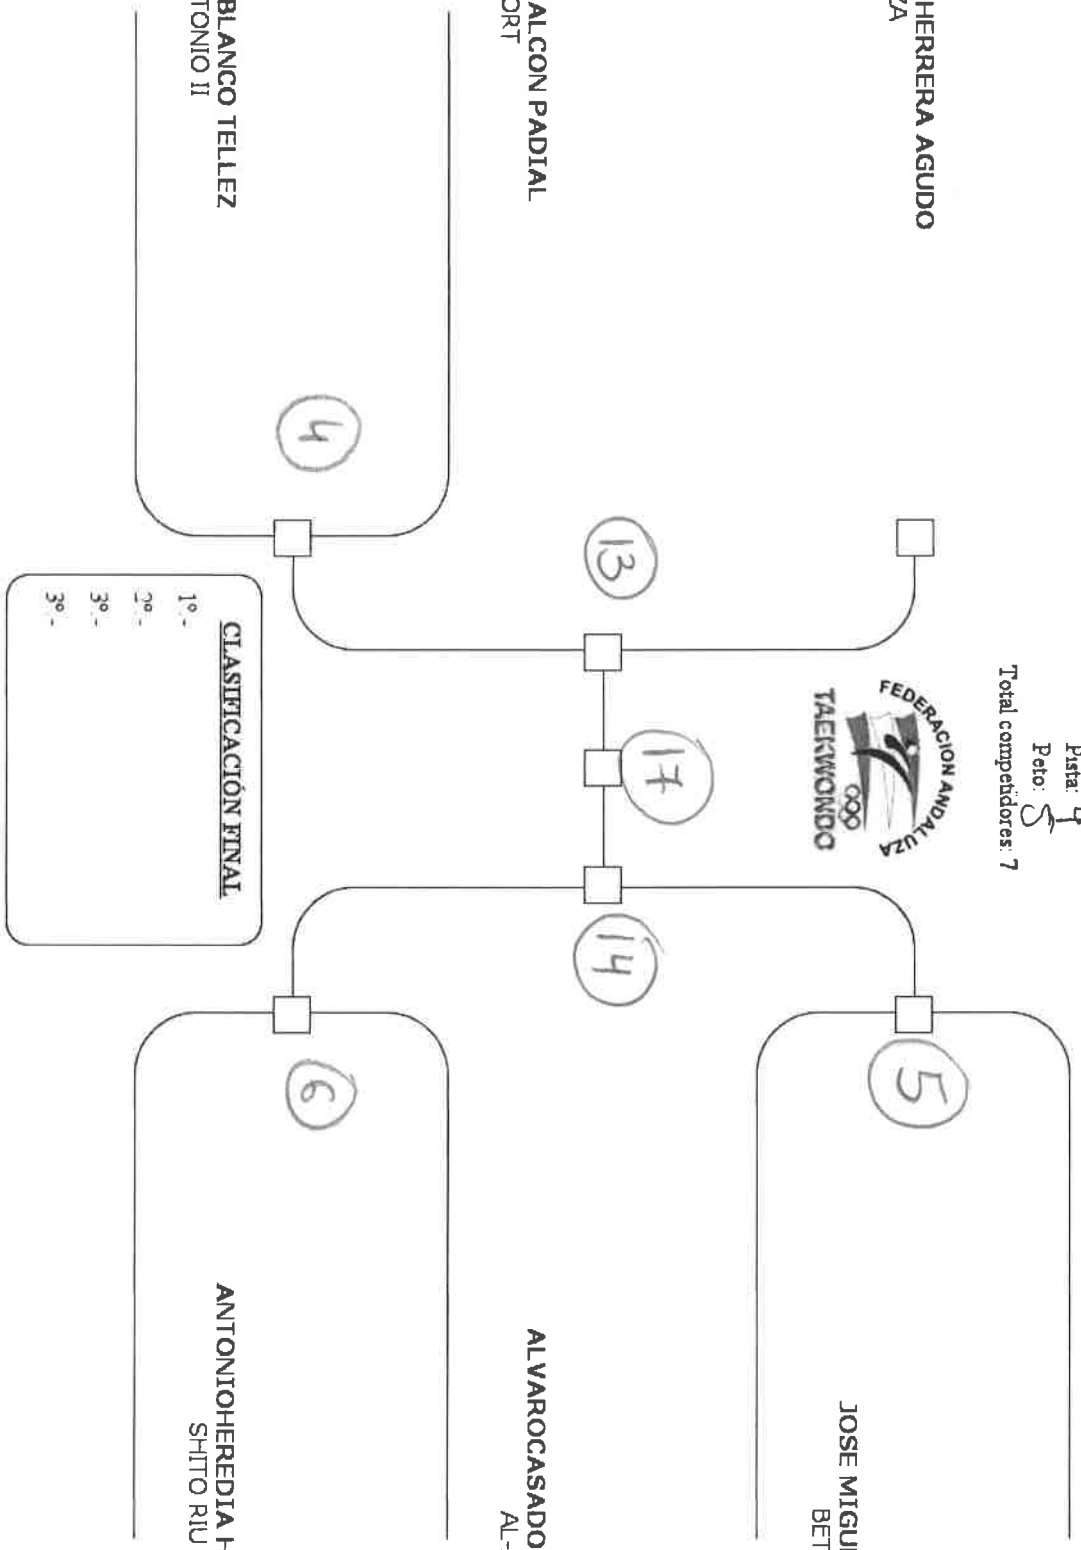 Pista: 4
Peto: 5
Total competidores: 7
FEDERACION ANDALUZA
TAEKWONDO
HERRERA AGUDO
ZA
ALCON PADIAL
ORT
BLANCO TELLEZ
TONIO II
4
13
17
14
5
6
JOSE MIGU
BET
ALVAROCASADO
AL-
ANTONIOHEREDIA H
SHITO RIU
CLASIFICACIÓN FINAL
1º.-
2º.-
3º.-
3º.-